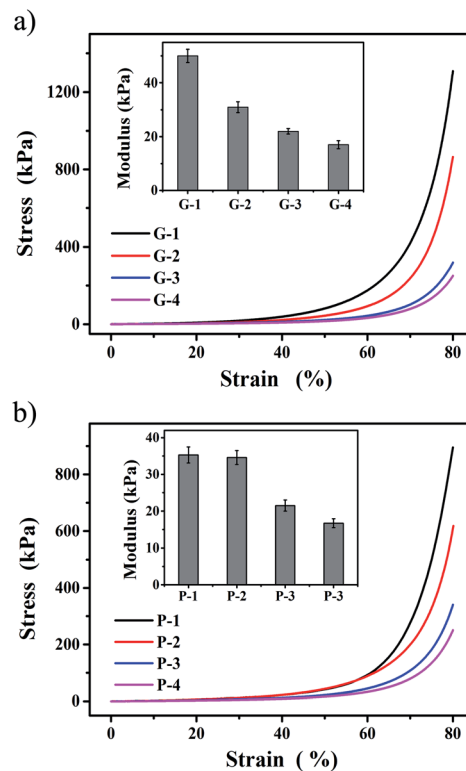 a)
Stress (kPa)
1200
800
400
0
Modulus (kPa)
40
20
0
G-1 G-2 G-3 G-4
G-1
G-2
G-3
G-4
0 20 40 60 80
Strain (%)
b)
Stress (kPa)
800
600
400
200
0
Modulus (kPa)
40
30
20
10
0
P-1 P-2 P-3 P-3
P-1
P-2
P-3
P-4
0 20 40 60 80
Strain ( %)